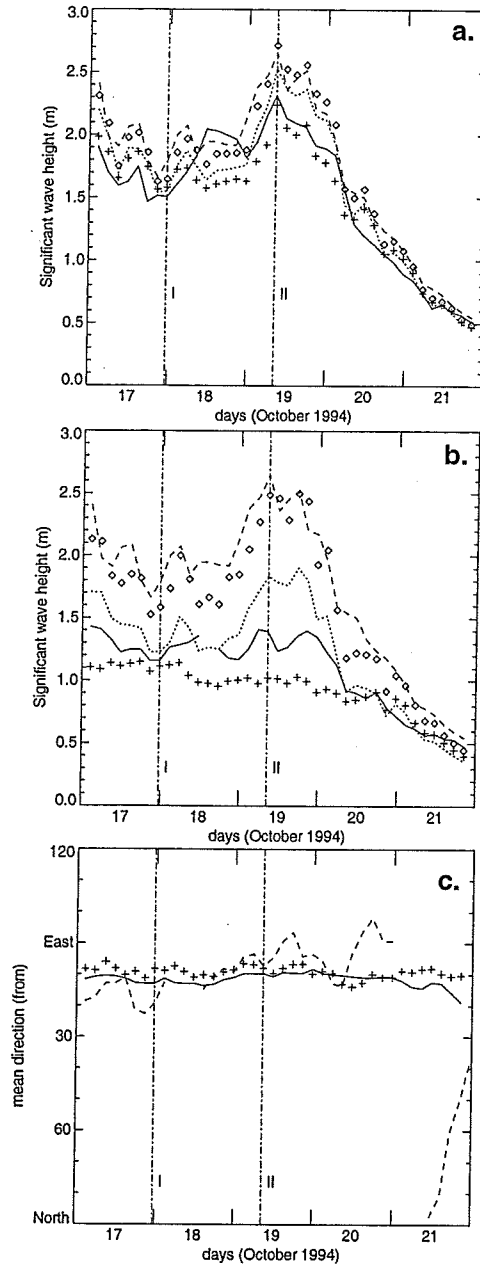 a.
3.0
2.5
2.0
1.5
1.0
0.5
0.0
Significant wave height (m)
I
II
17
18
19
20
21
days (October 1994)
b.
3.0
2.5
2.0
1.5
1.0
0.5
0.0
Significant wave height (m)
I
II
17
18
19
20
21
days (October 1994)
c.
120
East
30
60
North
mean direction (from)
I
II
17
18
19
20
21
days (October 1994)